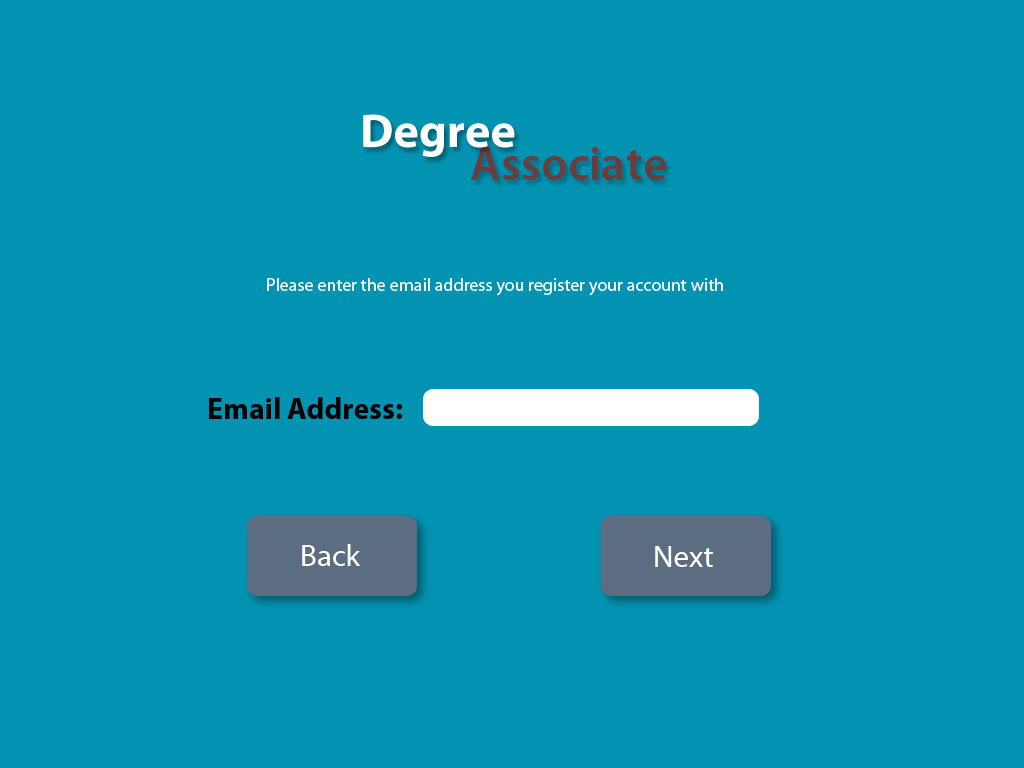 Degree
Associate
Please enter the email address you register your account with
Email Address:
Back
Next